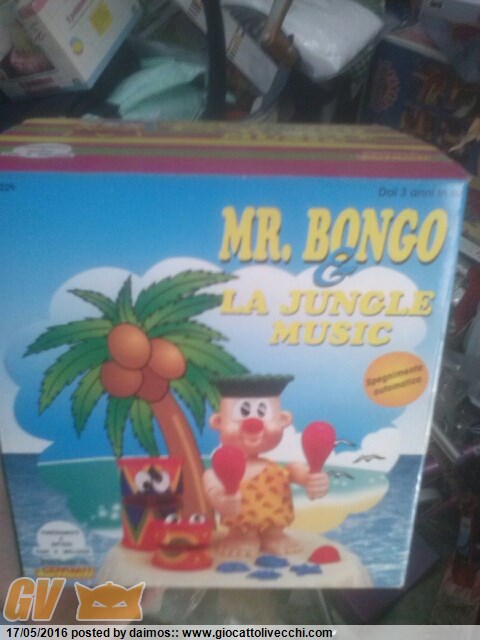 Dai 3 anni in
MR. BONGO
&
LA JUNGLE
MUSIC
Spegnimento
automatico
GV
17/05/2016 posted by daimos:: www.giocattolivecchi.com